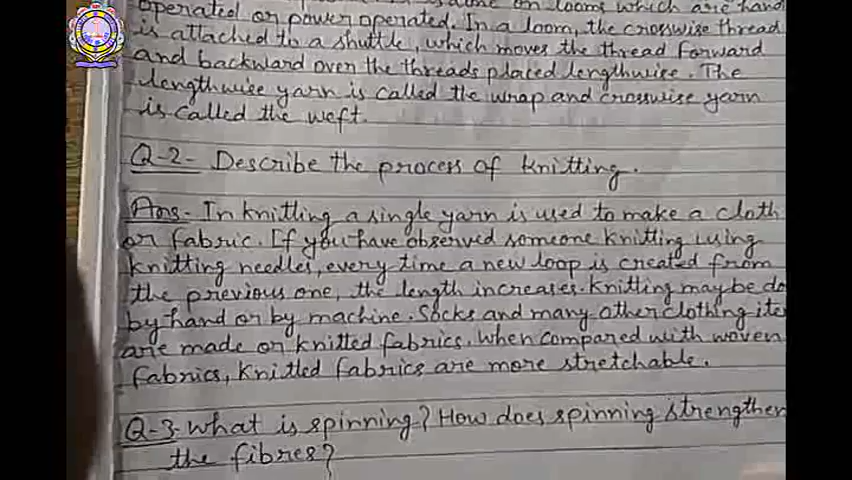 operated or power operated. In a loom, the crosswise thread
is attached to a shuttle, which moves the thread forward
and backward over the threads placed lengthwise. The
lengthwise yarn is called the wrap and crosswise yarn
is called the weft.
Q-2- Describe the process of knitting.
Ans- In knitting a single yarn is used to make a cloth
or fabric. If you have observed someone knitting using
knitting needles, every time a new loop is created from
the previous one, the length increases. Knitting may be do
by hand or by machine. Socks and many other clothing ite
are made or knitted fabrics. When compared with woven
fabrics, knitted fabrics are more stretchable.
Q-3- What is spinning? How does spinning strengthen
the fibres?